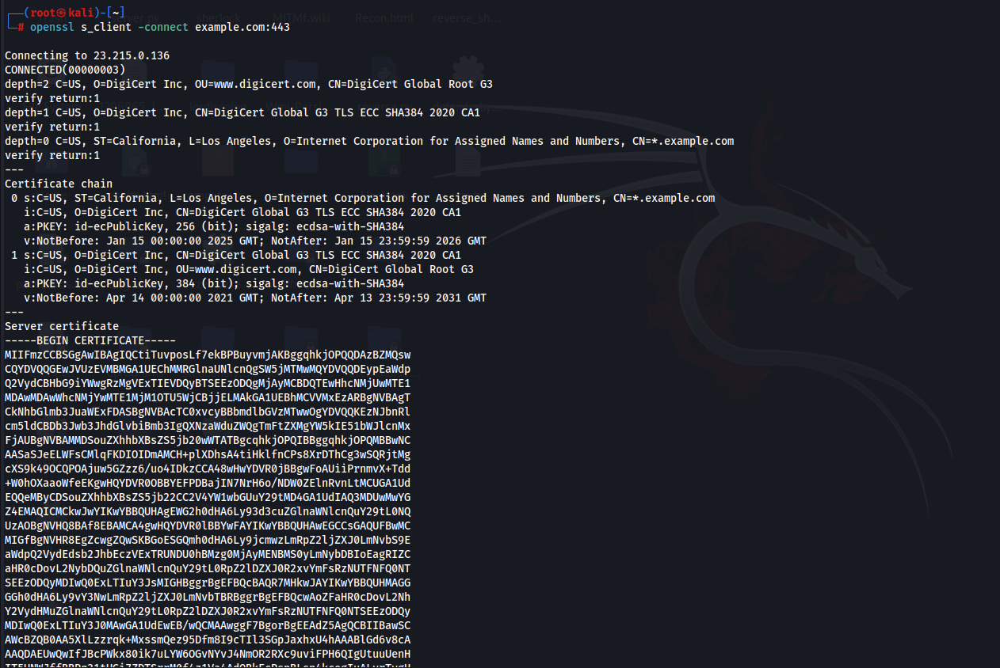 server.py sherlock MITMf.wiki Recon.html reverse_sh...
┌──(root㉿kali)-[~]
└─# openssl s_client -connect example.com:443
Connecting to 23.215.0.136
CONNECTED(00000003)
depth=2 C=US, O=DigiCert Inc, OU=www.digicert.com, CN=DigiCert Global Root G3
verify return:1
depth=1 C=US, O=DigiCert Inc, CN=DigiCert Global G3 TLS ECC SHA384 2020 CA1
verify return:1
depth=0 C=US, ST=California, L=Los Angeles, O=Internet Corporation for Assigned Names and Numbers, CN=*.example.com
verify return:1
---
Certificate chain
 0 s:C=US, ST=California, L=Los Angeles, O=Internet Corporation for Assigned Names and Numbers, CN=*.example.com
   i:C=US, O=DigiCert Inc, CN=DigiCert Global G3 TLS ECC SHA384 2020 CA1
   a:PKEY: id-ecPublicKey, 256 (bit); sigalg: ecdsa-with-SHA384
   v:NotBefore: Jan 15 00:00:00 2025 GMT; NotAfter: Jan 15 23:59:59 2026 GMT
 1 s:C=US, O=DigiCert Inc, CN=DigiCert Global G3 TLS ECC SHA384 2020 CA1
   i:C=US, O=DigiCert Inc, OU=www.digicert.com, CN=DigiCert Global Root G3
   a:PKEY: id-ecPublicKey, 384 (bit); sigalg: ecdsa-with-SHA384
   v:NotBefore: Apr 14 00:00:00 2021 GMT; NotAfter: Apr 13 23:59:59 2031 GMT
---
Server certificate
-----BEGIN CERTIFICATE-----
MIIFmzCCBSGgAwIBAgIQCtiTuvposLf7ekBPBuyvmjAKBggqhkjOPQQDAzBZMQsw
CQYDVQQGEwJVUzEVMBMGA1UEChMMRGlnaUNlcnQgSW5jMTMwMQYDVQQDEypEaWdp
Q2VydCBHbG9iYWwgRzMgVExTIEVDQyBTSEEzODQgMjAyMCBDQTEwHhcNMjUwMTE1
MDAwMDAwWhcNMjYwMTE1MjM1OTU5WjCBjjELMAkGA1UEBhMCVVMxEzARBgNVBAgT
CkNhbGlmb3JuaWExFDASBgNVBAcTC0xvcyBBbmdlbGVzMTwwOgYDVQQKEzNJbnRl
cm5ldCBDb3Jwb3JhdGlvbiBmb3IgQXNzaWduZWQgTmFtZXMgYW5kIE51bWJlcnMx
FjAUBgNVBAMMDSouZXhhbXBsZS5jb20wWTATBgcqhkjOPQIBBggqhkjOPQMBBwNC
AASaSJeELWFsCMlqFKDIOIDmAMCH+plXDhsA4tiHklfnCPs8XrDThCg3wSQRjtMg
cXS9k49OCQPOAjuw5GZzz6/uo4IDkzCCA48wHwYDVR0jBBgwFoAUiiPrnmvX+Tdd
+W0hOXaaoWfeEKgwHQYDVR0OBBYEFPDBajIN7NrH6o/NDW0ZElnRvnLtMCUGA1Ud
EQQeMByCDSouZXhhbXBsZS5jb22CC2V4YW1wbGUuY29tMD4GA1UdIAQ3MDUwMwYG
Z4EMAQICMCkwJwYIKwYBBQUHAgEWG2h0dHA6Ly93d3cuZGlnaWNlcnQuY29tL0NQ
UzAOBgNVHQ8BAf8EBAMCA4gwHQYDVR0lBBYwFAYIKwYBBQUHAwEGCCsGAQUFBwMC
MIGfBgNVHR8EgZcwgZQwSKBGoESGQmh0dHA6Ly9jcmwzLmRpZ2ljZXJ0LmNvbS9E
aWdpQ2VydEdsb2JhbEczVExTRUNDU0hBMzg0MjAyMENBMS0yLmNybDBIoEagRIZC
aHR0cDovL2NybDQuZGlnaWNlcnQuY29tL0RpZ2lDZXJ0R2xvYmFsRzNUTFNFQ0NT
SEEzODQyMDIwQ0ExLTIuY3JsMIGHBggrBgEFBQcBAQR7MHkwJAYIKwYBBQUHMAGG
GGh0dHA6Ly9vY3NwLmRpZ2ljZXJ0LmNvbTBRBggrBgEFBQcwAoZFaHR0cDovL2Nh
Y2VydHMuZGlnaWNlcnQuY29tL0RpZ2lDZXJ0R2xvYmFsRzNUTFNFQ0NTSEEzODQy
MDIwQ0ExLTIuY3J0MAwGA1UdEwEB/wQCMAAwggF7BgorBgEEAdZ5AgQCBIIBawSC
AWcBZQB0AA5XlLzzrqk+MxssmQez95Dfm8I9cTIl3SGpJaxhxU4hAAABlGd6v8cA
AAQDAEUwQwIfJBcPWkx80ik7uLYW6OGvNYvJ4NmOR2RXc9uviFPH6QIgUtuuUenH